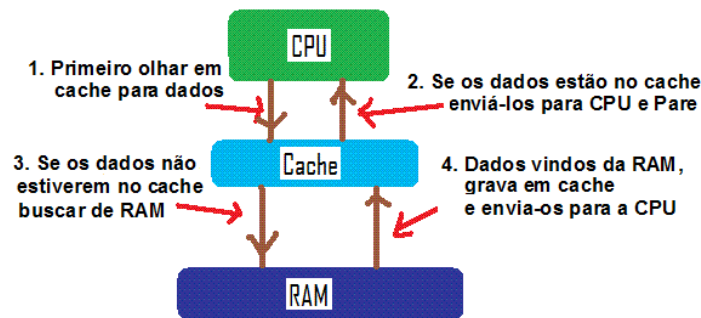 CPU
1. Primeiro olhar em
cache para dados
2. Se os dados estão no cache
enviá-los para CPU e Pare
Cache
3. Se os dados não
estiverem no cache
buscar de RAM
4. Dados vindos da RAM,
grava em cache
e envia-os para a CPU
RAM